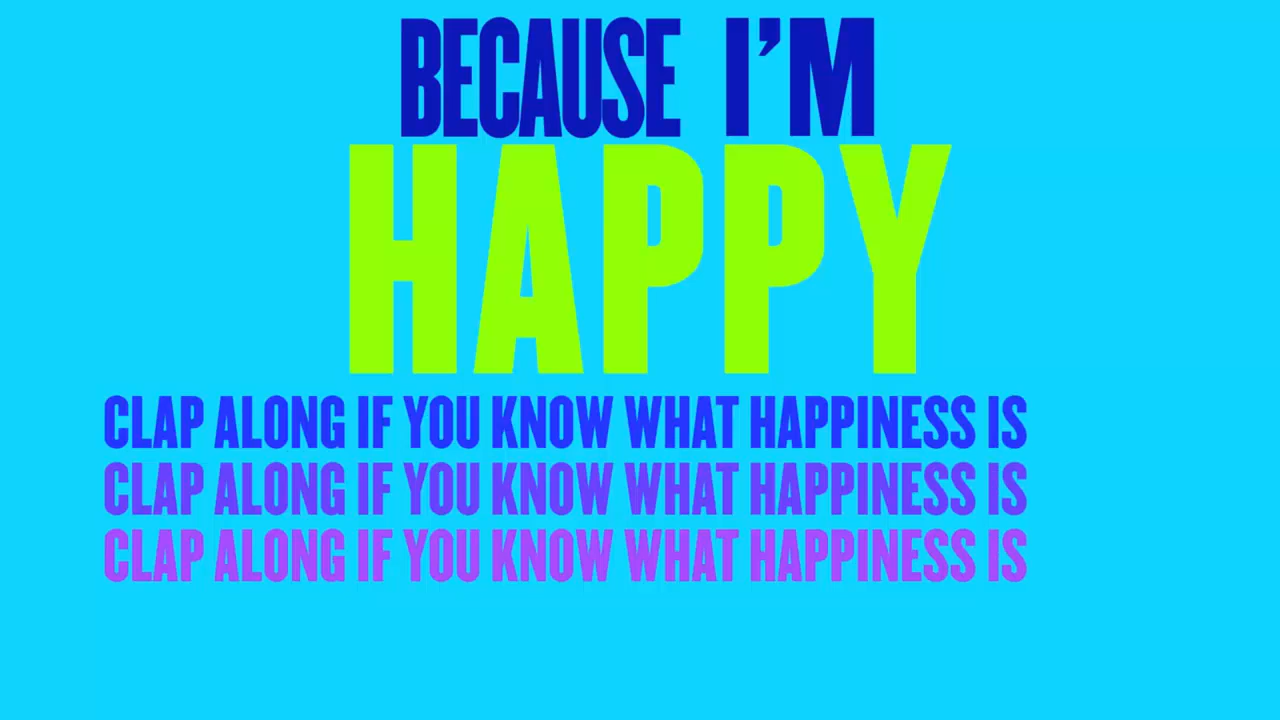 BECAUSE I'M
HAPPY
CLAP ALONG IF YOU KNOW WHAT HAPPINESS IS
CLAP ALONG IF YOU KNOW WHAT HAPPINESS IS
CLAP ALONG IF YOU KNOW WHAT HAPPINESS IS